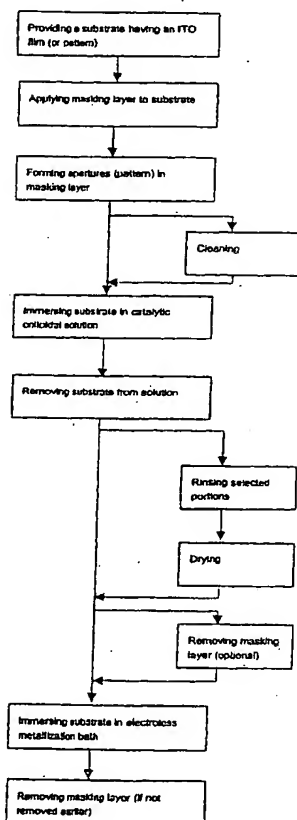 Providing a substrate having an ITO
film (or pattern)
Applying masking layer to substrate
Forming apertures (pattern) in
masking layer
Cleaning
Immersing substrate in catalytic
colloidal solution
Removing substrate from solution
Rinsing selected
portions
Drying
Removing masking
layer (optional)
Immersing substrate in electroless
metallization bath
Removing masking layer (if not
removed earlier)